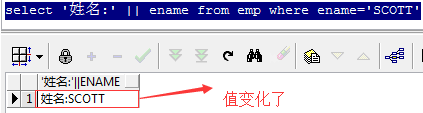 select '姓名:' || ename from emp where ename='SCOTT'
'姓名:'||ENAME
1 姓名:SCOTT
值变化了